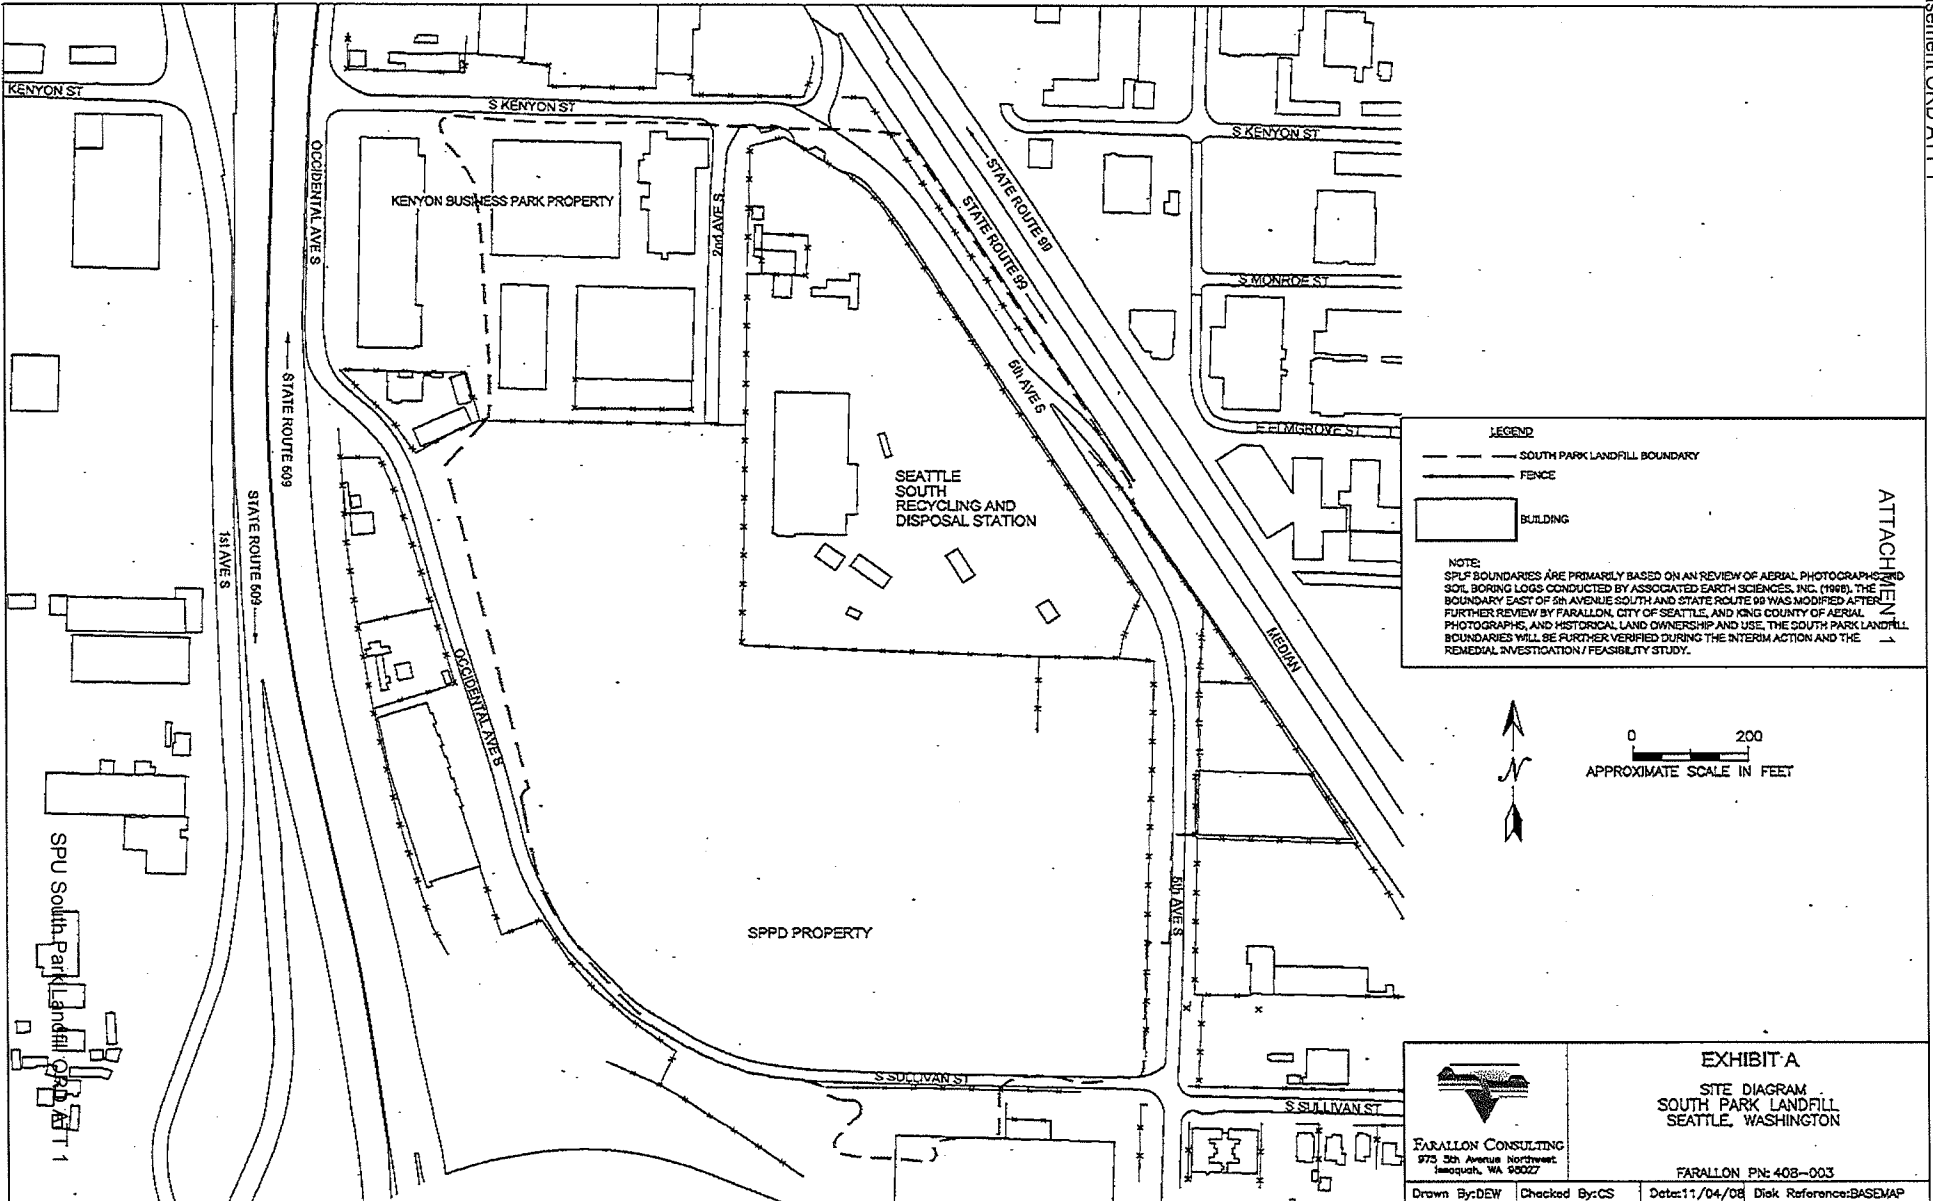 KENYON ST
S KENYON ST
S KENYON ST
OCCIDENTAL AVE S
KENYON BUSINESS PARK PROPERTY
2nd AVE S
STATE ROUTE 99
STATE ROUTE 99
S MONROE ST
5th AVE S
S ELMGROVE ST
STATE ROUTE 509
STATE ROUTE 509
1st AVE S
SEATTLE
SOUTH
RECYCLING AND
DISPOSAL STATION
OCCIDENTAL AVE S
MEDIAN
5th AVE S
SPPD PROPERTY
S SULLIVAN ST
S SULLIVAN ST
LEGEND
SOUTH PARK LANDFILL BOUNDARY
FENCE
BUILDING
NOTE:
SPLF BOUNDARIES ARE PRIMARILY BASED ON AN REVIEW OF AERIAL PHOTOGRAPHS AND
SOIL BORING LOGS CONDUCTED BY ASSOCIATED EARTH SCIENCES, INC. (1998). THE
BOUNDARY EAST OF 5th AVENUE SOUTH AND STATE ROUTE 99 WAS MODIFIED AFTER
FURTHER REVIEW BY FARALLON, CITY OF SEATTLE, AND KING COUNTY OF AERIAL
PHOTOGRAPHS, AND HISTORICAL LAND OWNERSHIP AND USE. THE SOUTH PARK LANDFILL
BOUNDARIES WILL BE FURTHER VERIFIED DURING THE INTERIM ACTION AND THE
REMEDIAL INVESTIGATION / FEASIBILITY STUDY.
ATTACHMENT 1
N
0 200
APPROXIMATE SCALE IN FEET
SPU South Park Landfill ORD ATT 1
FARALLON CONSULTING
975 5th Avenue Northwest
Issaquah, WA 98027
EXHIBIT A
SITE DIAGRAM
SOUTH PARK LANDFILL
SEATTLE, WASHINGTON
FARALLON PN: 408-003
Drawn By:DEW Checked By:CS Date:11/04/08 Disk Reference:BASEMAP